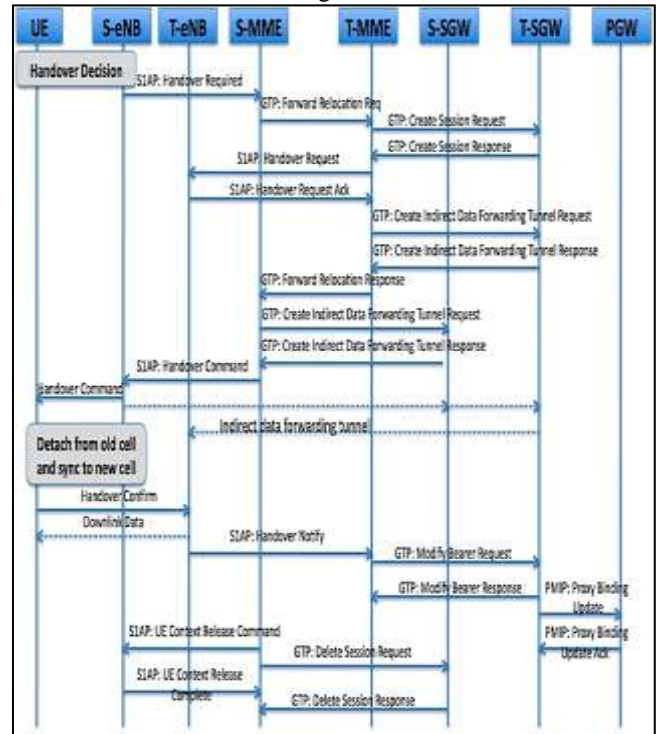 UE S-eNB T-eNB S-MME T-MME S-SGW T-SGW PGW
Handover Decision
S1AP: Handover Required
GTP: Forward Relocation Req
GTP: Create Session Request
GTP: Create Session Response
S1AP: Handover Request
S1AP: Handover Request Ack
GTP: Create Indirect Data Forwarding Tunnel Request
GTP: Create Indirect Data Forwarding Tunnel Response
GTP: Forward Relocation Response
GTP: Create Indirect Data Forwarding Tunnel Request
GTP: Create Indirect Data Forwarding Tunnel Response
S1AP: Handover Command
Handover Command
Indirect data forwarding tunnel
Detach from old cell
and sync to new cell
Handover Confirm
Downlink Data
S1AP: Handover Notify
GTP: Modify Bearer Request
GTP: Modify Bearer Response
PMIP: Proxy Binding
Update
S1AP: UE Context Release Command
PMIP: Proxy Binding
Update Ack
GTP: Delete Session Request
S1AP: UE Context Release
Complete
GTP: Delete Session Response